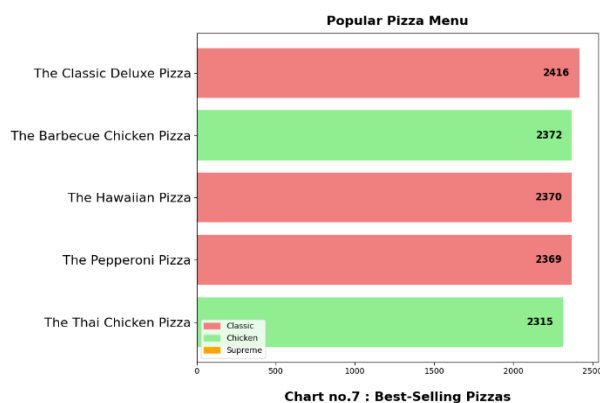 Popular Pizza Menu
The Classic Deluxe Pizza
2416
The Barbecue Chicken Pizza
2372
The Hawaiian Pizza
2370
The Pepperoni Pizza
2369
The Thai Chicken Pizza
2315
Classic
Chicken
Supreme
0 500 1000 1500 2000 2500
Chart no.7 : Best-Selling Pizzas